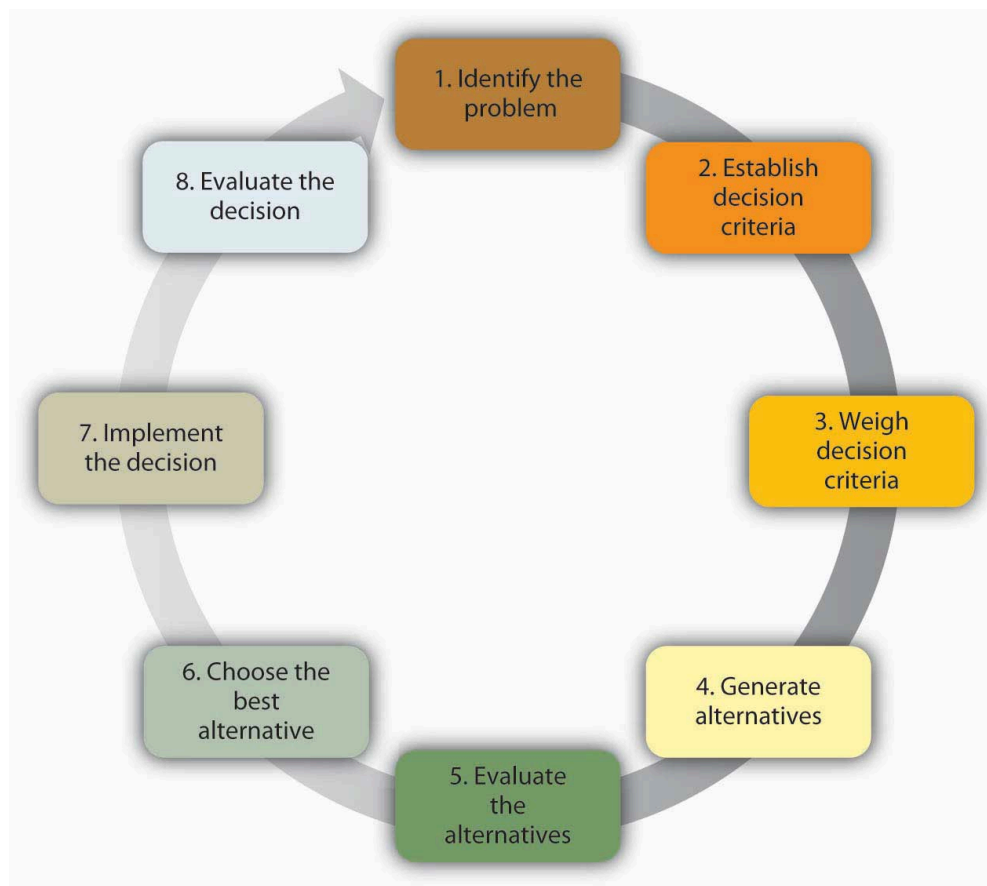 1. Identify the
problem
2. Establish
decision
criteria
3. Weigh
decision
criteria
4. Generate
alternatives
5. Evaluate
the
alternatives
6. Choose the
best
alternative
7. Implement
the decision
8. Evaluate the
decision